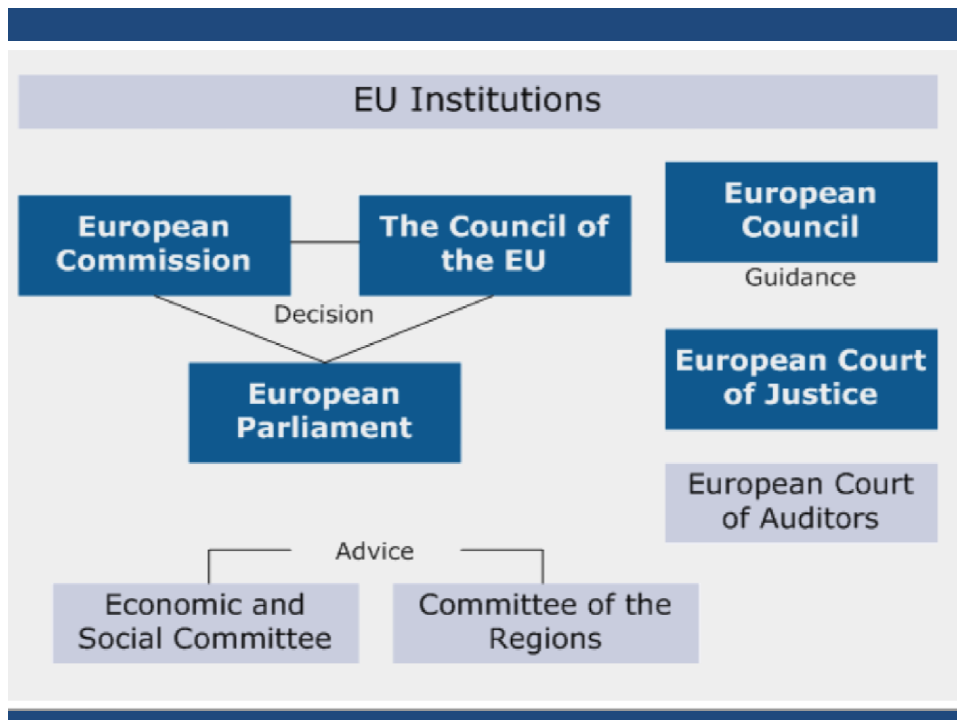 EU Institutions
European
Commission
The Council of
the EU
Decision
European
Parliament
European
Council
Guidance
European Court
of Justice
European Court
of Auditors
Advice
Economic and
Social Committee
Committee of the
Regions